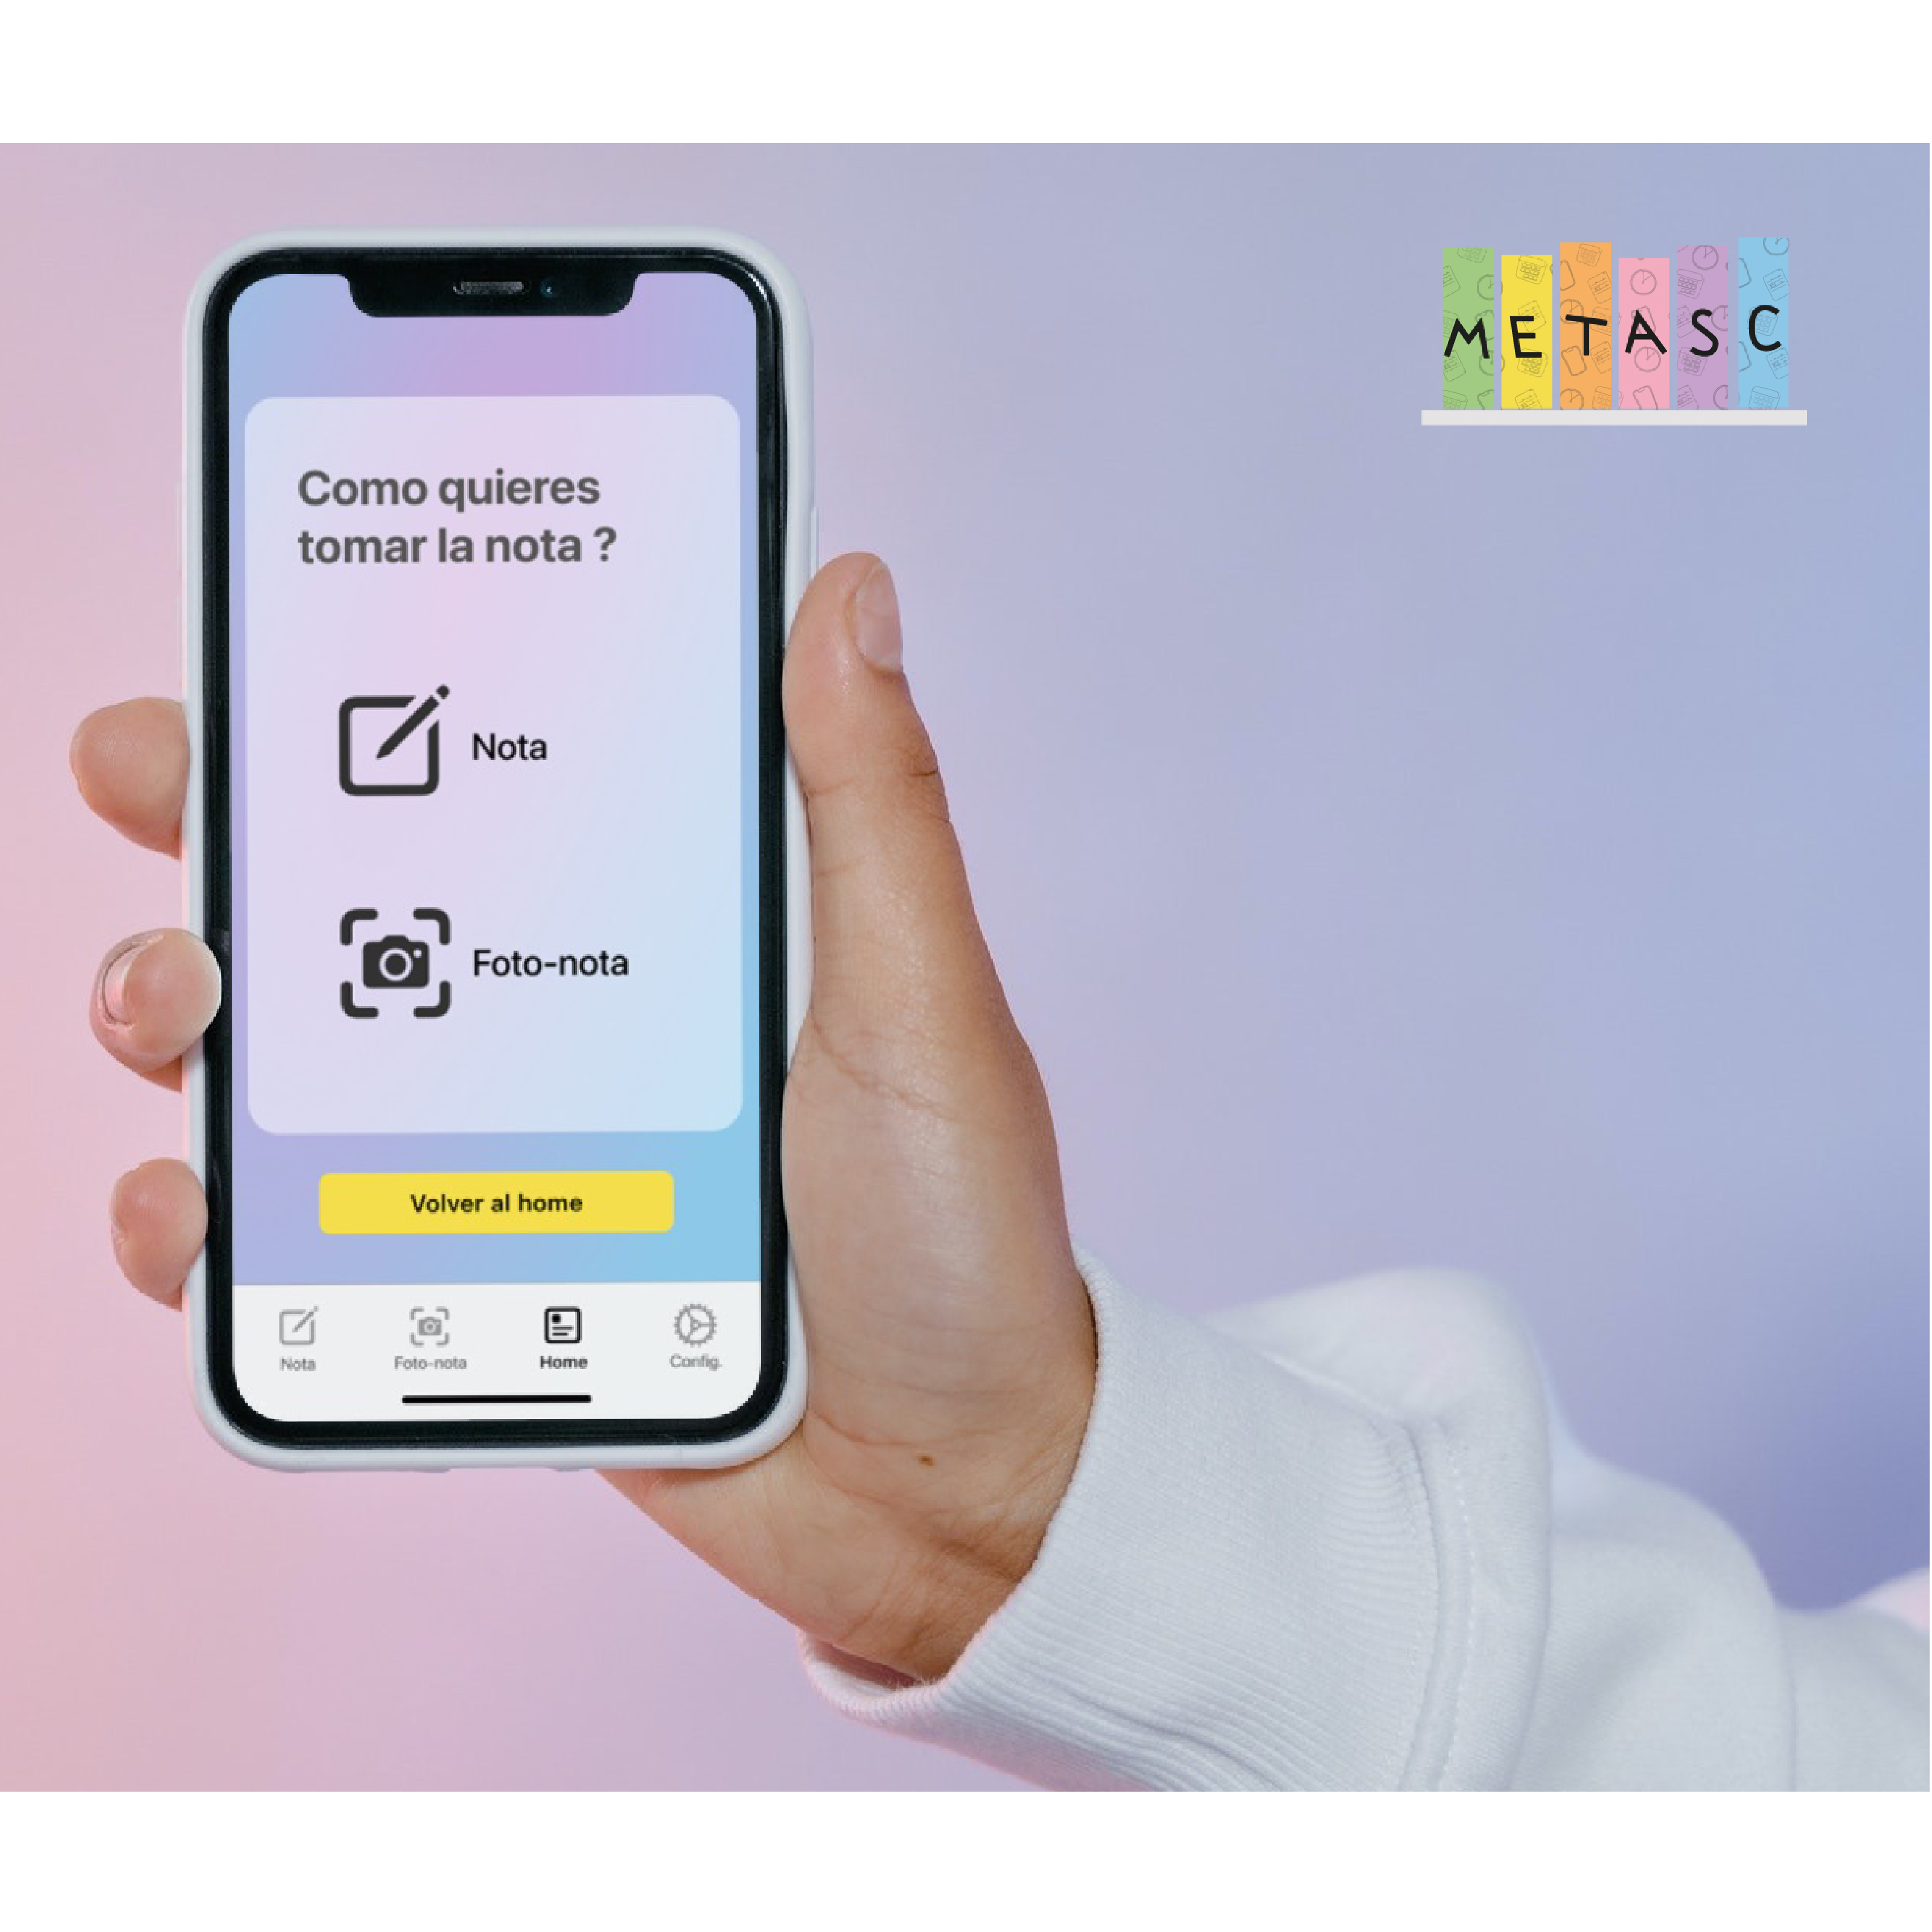 METASC
Como quieres
tomar la nota ?
Nota
Foto-nota
Volver al home
Nota
Foto-nota
Home
Config.